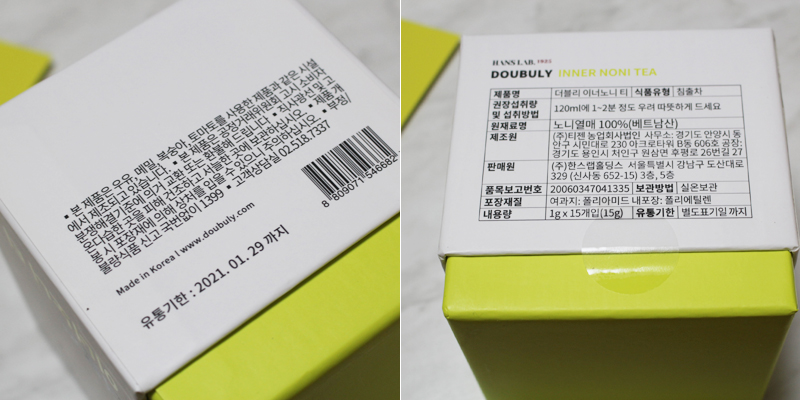 ▪ 본 제품은 우유, 메밀, 복숭아, 토마토를 사용한 제품과 같은 시설
에서 제조되고 있습니다. ▪ 본 제품은 공정거래위원회 고시 소비자
분쟁해결기준에 의거 교환 또는 환불해 드립니다. ▪ 직사광선 및 고
온다습한 곳을 피해 건조하고 서늘한 곳에 보관하십시오. ▪ 제품 개
봉 시 포장재에 의해 상처를 입을 수 있으니 조심하십시오. ▪ 부정/
불량식품 신고 국번없이 1399 ▪ 고객상담실 02.518.7337
Made in Korea | www.doubuly.com
유통기한 : 2021. 01. 29 까지
8 809071 546682
HANS LAB. 1932
DOUBULY INNER NONI TEA
제품명 더블리 이너노니 티 식품유형 침출차
권장섭취량 및 섭취방법 120ml에 1~2분 정도 우려 따뜻하게 드세요
원재료명 노니열매 100%(베트남산)
제조원 (주)티젠 농업회사법인 사무소: 경기도 안양시 동
안구 시민대로 230 아크로타워 B동 606호 공장:
경기도 용인시 처인구 원삼면 후평로 26번길 27
판매원 (주)한스랩홀딩스 서울특별시 강남구 도산대로
329 (신사동 652-15) 3층, 5층
품목보고번호 20060347041335 보관방법 실온보관
포장재질 여과지: 폴리아미드 내포장: 폴리에틸렌
내용량 1g x 15개입(15g) 유통기한 별도표기일 까지